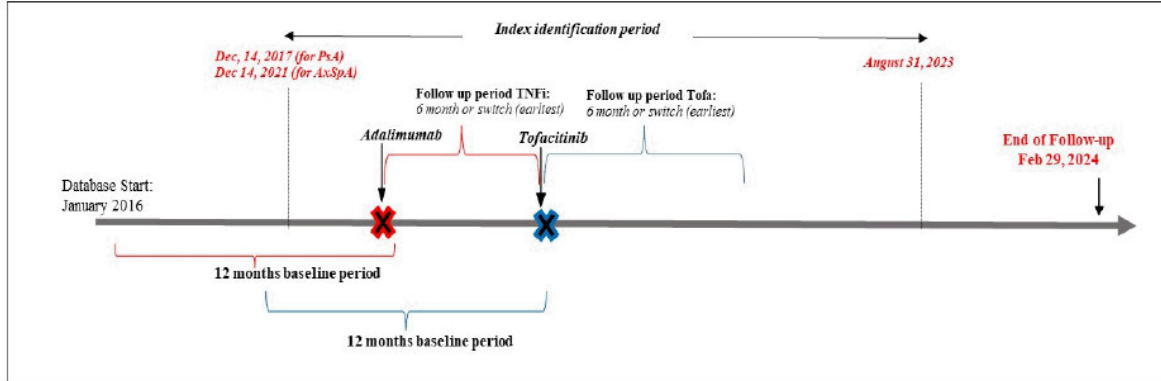 Index identification period
Dec, 14, 2017 (for PsA)
Dec 14, 2021 (for AxSpA)
August 31, 2023
Follow up period TNFi:
6 month or switch (earliest)
Follow up period Tofa:
6 month or switch (earliest)
Adalimumab
Tofacitinib
End of Follow-up
Feb 29, 2024
Database Start:
January 2016
12 months baseline period
12 months baseline period